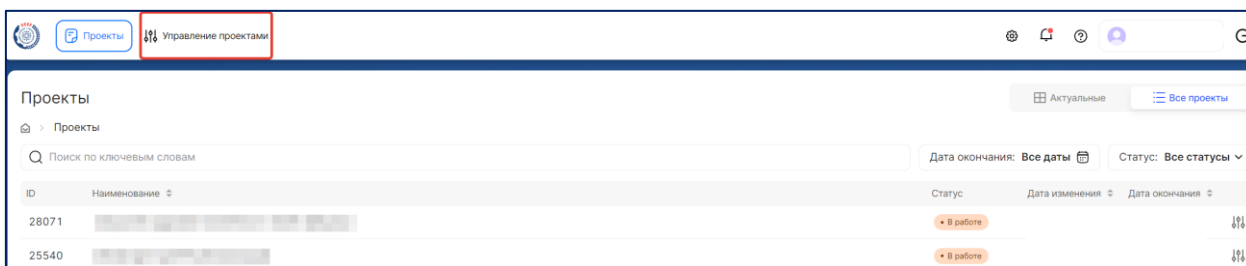 Проекты Управление проектами
Проекты Актуальные Все проекты
Проекты
Поиск по ключевым словам Дата окончания: Все даты Статус: Все статусы
ID Наименование Статус Дата изменения Дата окончания
28071 • В работе
25540 • В работе